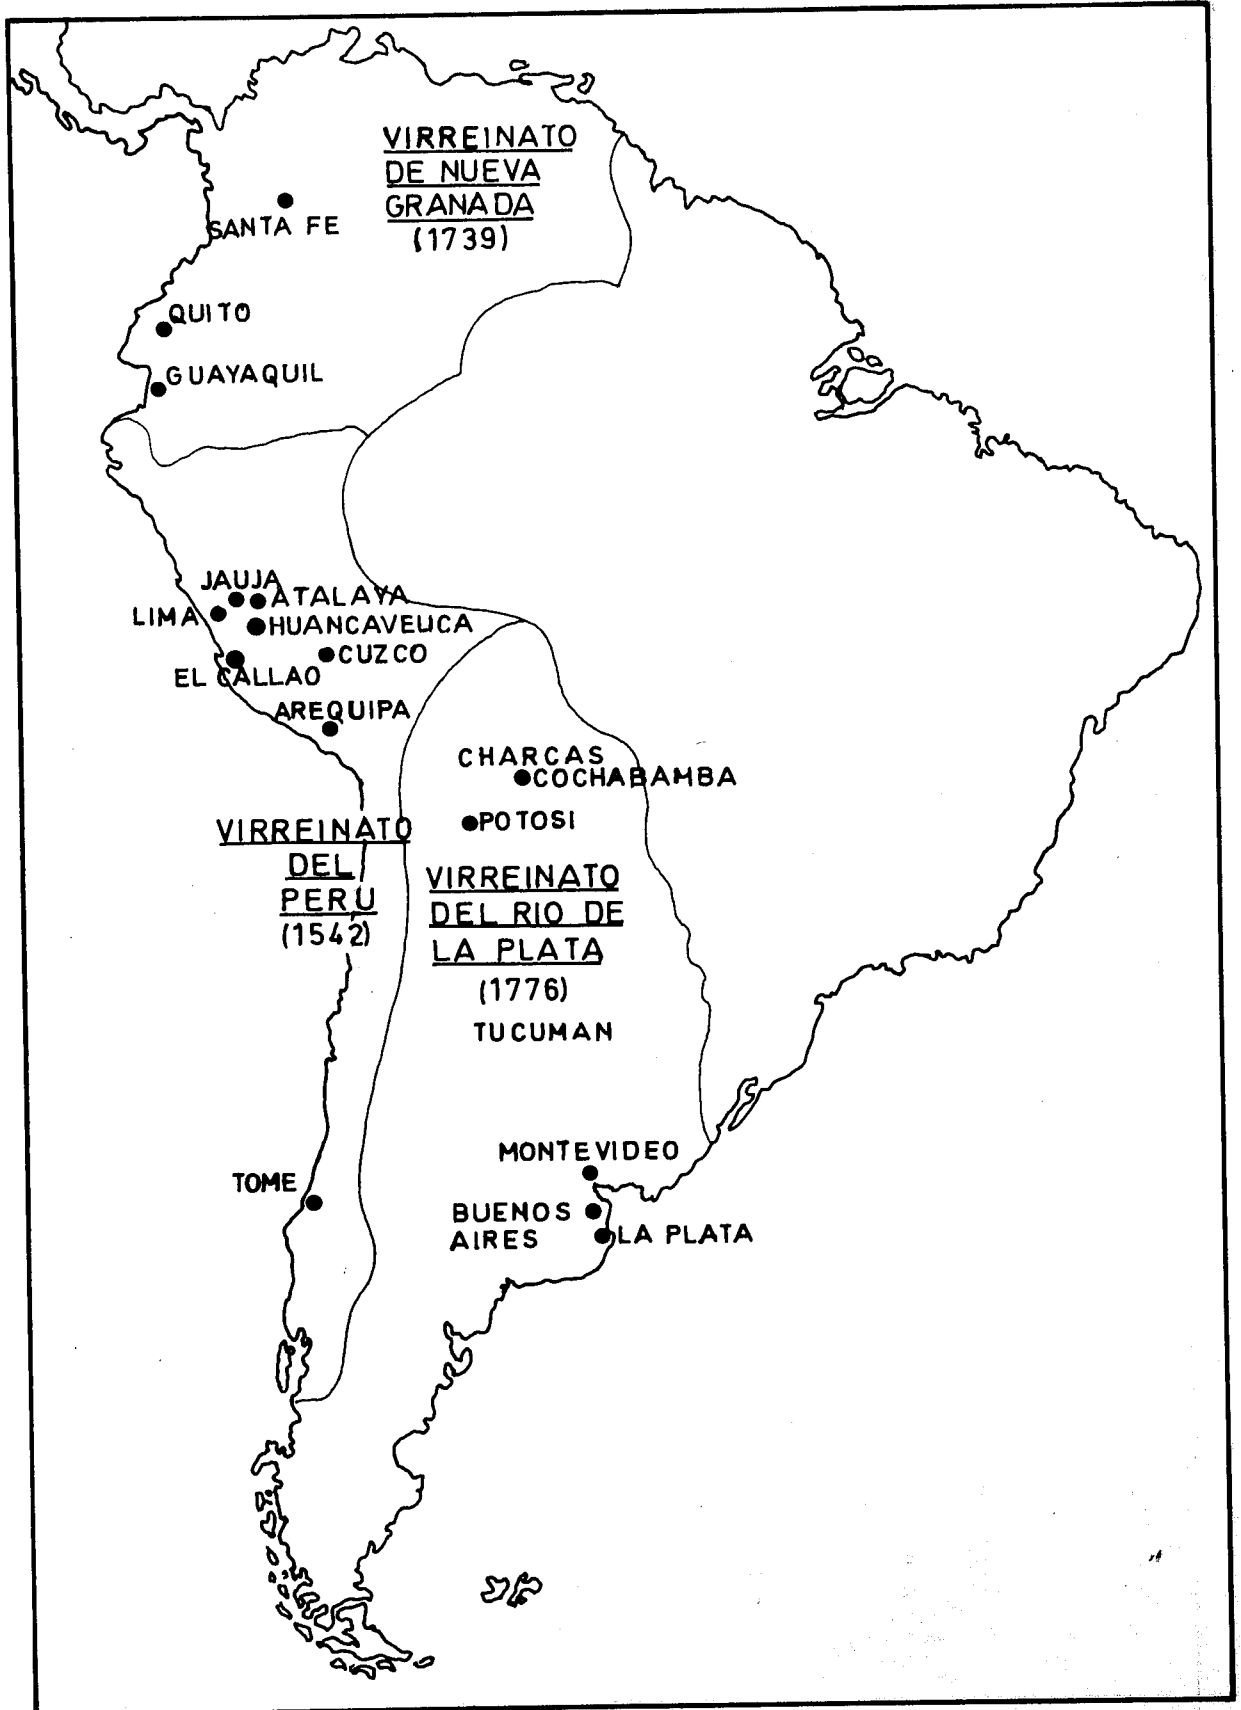 VIRREINATO
DE NUEVA
GRANADA
(1739)
SANTA FE
QUITO
GUAYAQUIL
JAUJA
ATALAYA
LIMA
HUANCAVELICA
CUZCO
EL CALLAO
AREQUIPA
CHARCAS
COCHABAMBA
POTOSI
VIRREINATO
DEL
PERU
(1542)
VIRREINATO
DEL RIO DE
LA PLATA
(1776)
TUCUMAN
TOME
MONTEVIDEO
BUENOS
AIRES
LA PLATA